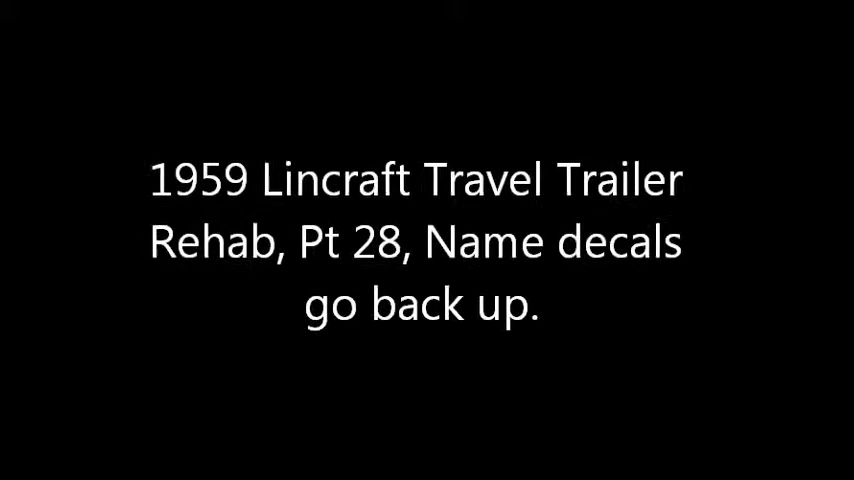 1959 Lincraft Travel Trailer
Rehab, Pt 28, Name decals
go back up.